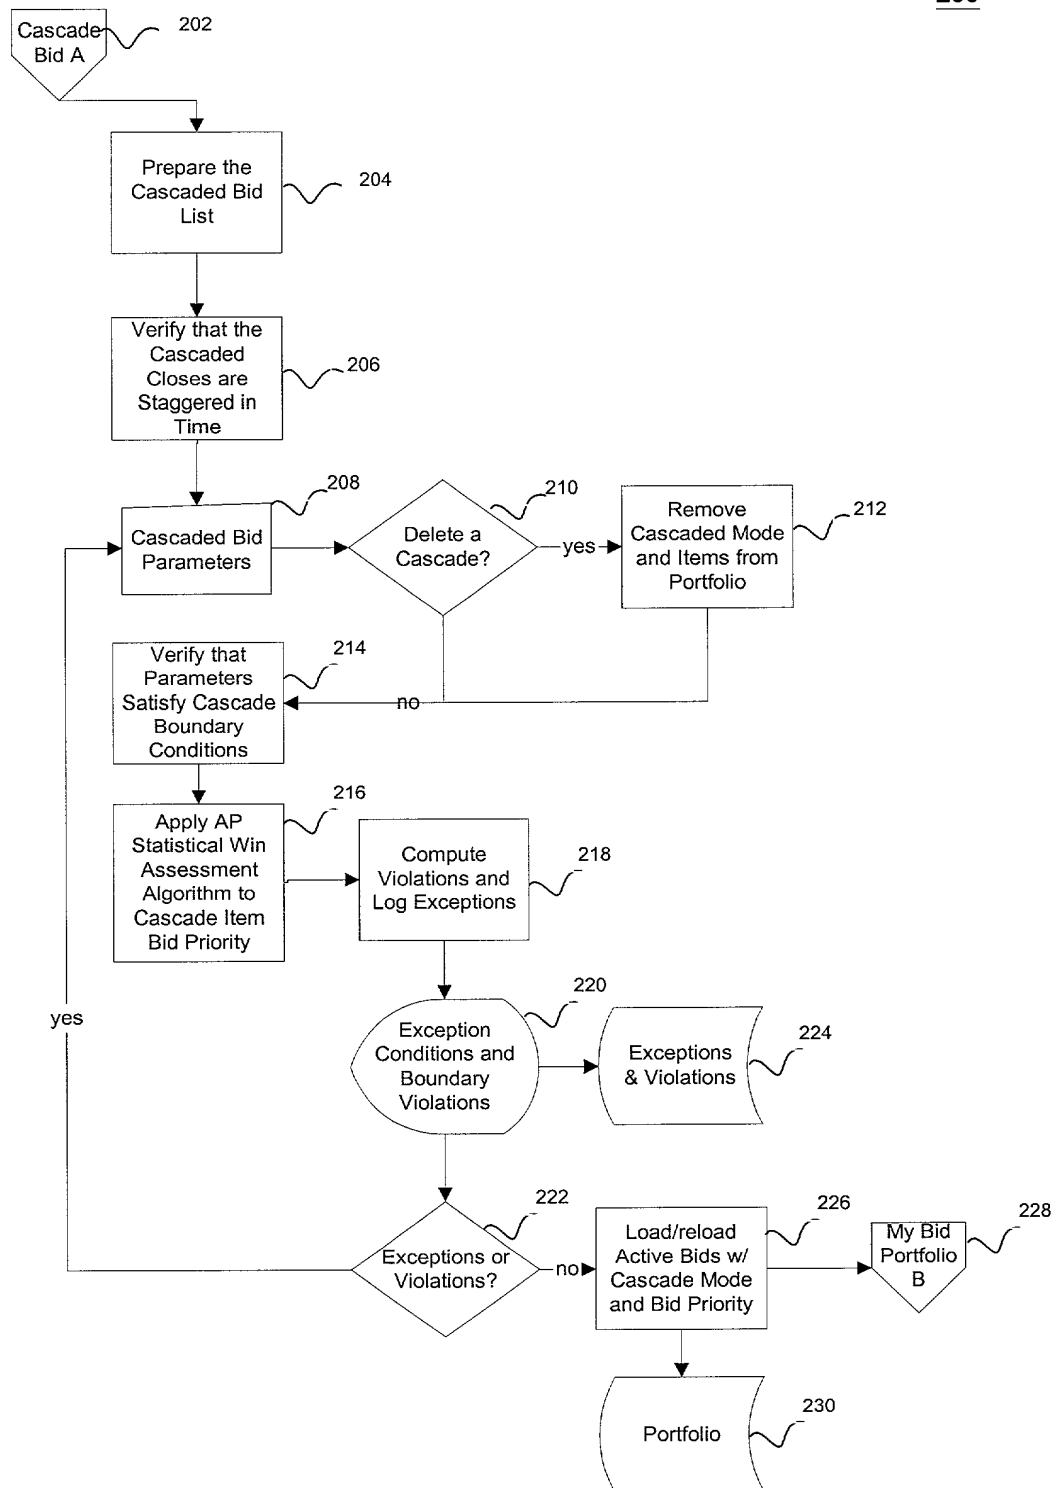 Cascade
Bid A
202
Prepare the
Cascaded Bid
List
204
Verify that the
Cascaded
Closes are
Staggered in
Time
206
Cascaded Bid
Parameters
208
Delete a
Cascade?
210
yes
Remove
Cascaded Mode
and Items from
Portfolio
212
Verify that
Parameters
Satisfy Cascade
Boundary
Conditions
214
no
Apply AP
Statistical Win
Assessment
Algorithm to
Cascade Item
Bid Priority
216
Compute
Violations and
Log Exceptions
218
yes
Exception
Conditions and
Boundary
Violations
220
Exceptions
& Violations
224
Exceptions or
Violations?
222
no
Load/reload
Active Bids w/
Cascade Mode
and Bid Priority
226
My Bid
Portfolio
B
228
Portfolio
230